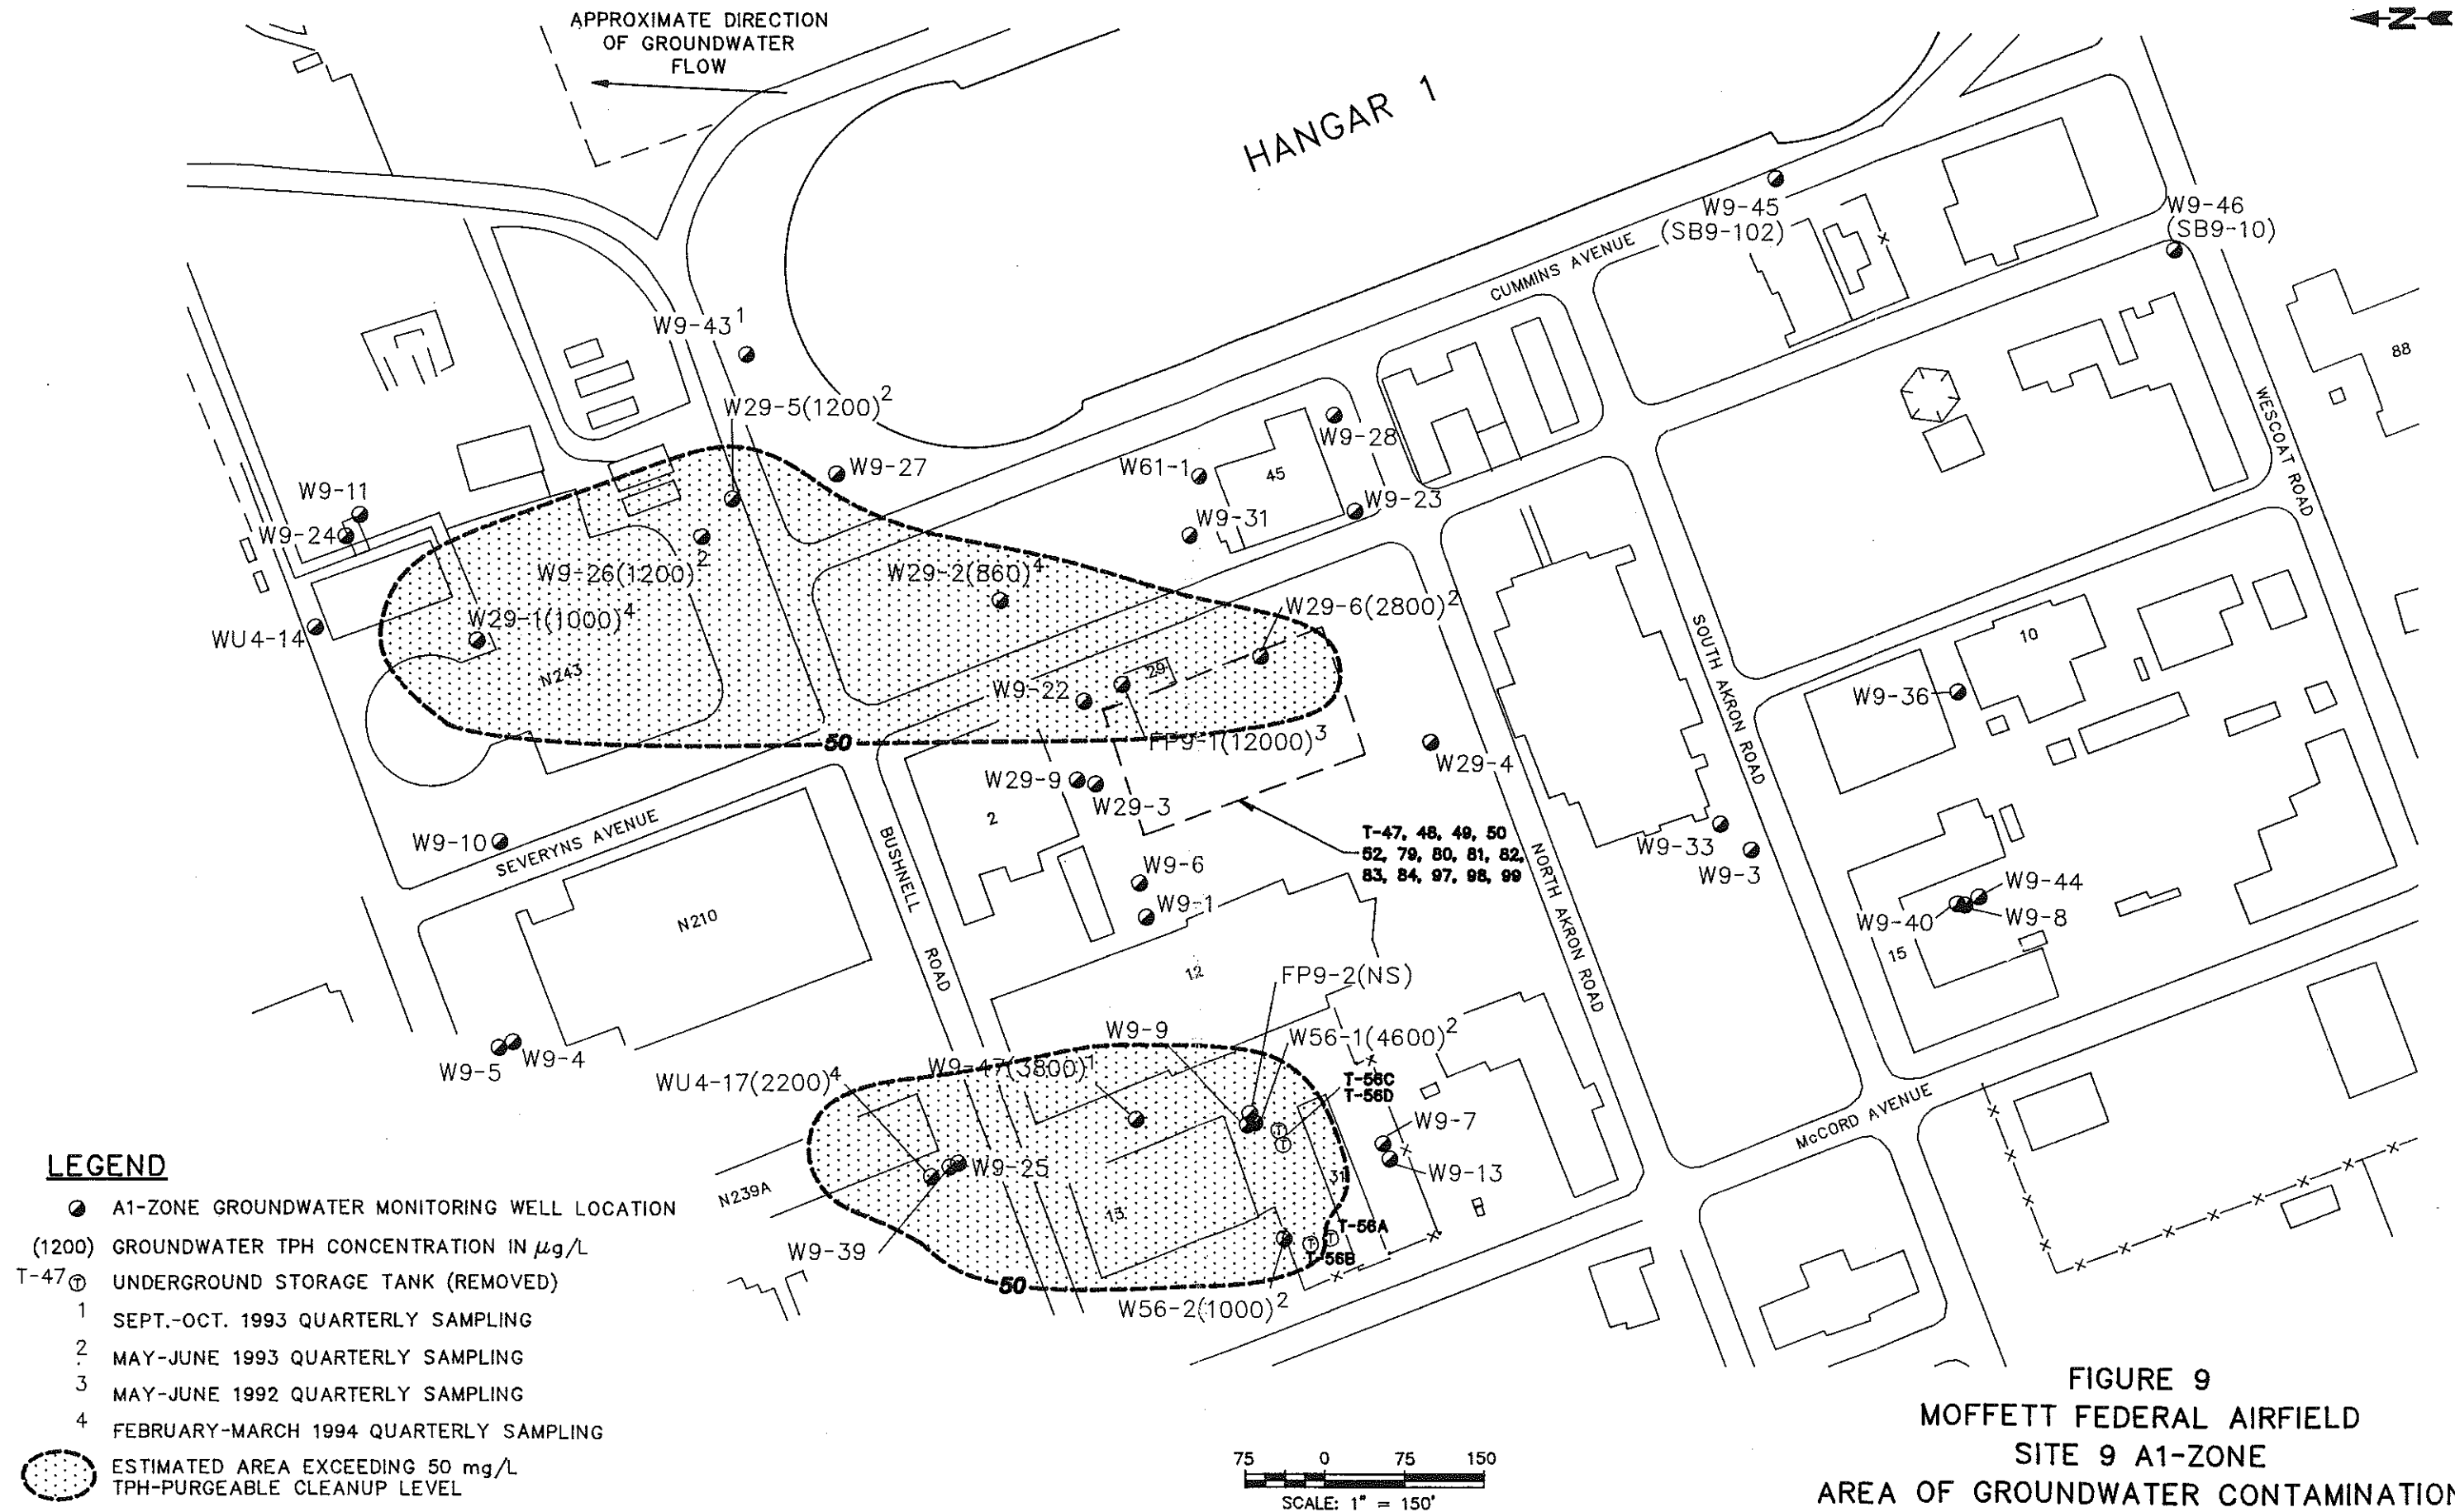 APPROXIMATE DIRECTION
OF GROUNDWATER
FLOW
N
HANGAR 1
W9-45
(SB9-102)
W9-46
(SB9-10)
CUMMINS AVENUE
W9-43 1
W29-5(1200) 2
W9-27
W61-1
45
W9-28
W9-23
W9-31
88
WESCOAT ROAD
W9-11
W9-24
WU4-14
W9-26(1200) 2
W29-1(1000) 4
N243
W29-2(860) 4
W29-6(2800) 2
W9-22
29
FP9-1(12000) 3
50
W29-9
W29-3
2
W29-4
SOUTH AKRON ROAD
W9-36
10
W9-10
SEVERYNS AVENUE
BUSHNELL
ROAD
N210
W9-6
W9-1
T-47, 48, 49, 50
52, 79, 80, 81, 82,
83, 84, 97, 98, 99
NORTH AKRON ROAD
W9-33
W9-3
W9-44
W9-40
W9-8
15
12
FP9-2(NS)
W9-5
W9-4
W9-9
W56-1(4600) 2
W9-47(3800) 1
WU4-17(2200) 4
T-56C
T-56D
W9-7
W9-13
McCORD AVENUE
W9-25
N239A
13
31
T-56A
T-56B
W9-39
50
W56-2(1000) 2
LEGEND
A1-ZONE GROUNDWATER MONITORING WELL LOCATION
(1200) GROUNDWATER TPH CONCENTRATION IN µg/L
T-47 T UNDERGROUND STORAGE TANK (REMOVED)
1 SEPT.-OCT. 1993 QUARTERLY SAMPLING
2 MAY-JUNE 1993 QUARTERLY SAMPLING
3 MAY-JUNE 1992 QUARTERLY SAMPLING
4 FEBRUARY-MARCH 1994 QUARTERLY SAMPLING
ESTIMATED AREA EXCEEDING 50 mg/L
TPH-PURGEABLE CLEANUP LEVEL
75 0 75 150
SCALE: 1" = 150'
FIGURE 9
MOFFETT FEDERAL AIRFIELD
SITE 9 A1-ZONE
AREA OF GROUNDWATER CONTAMINATION